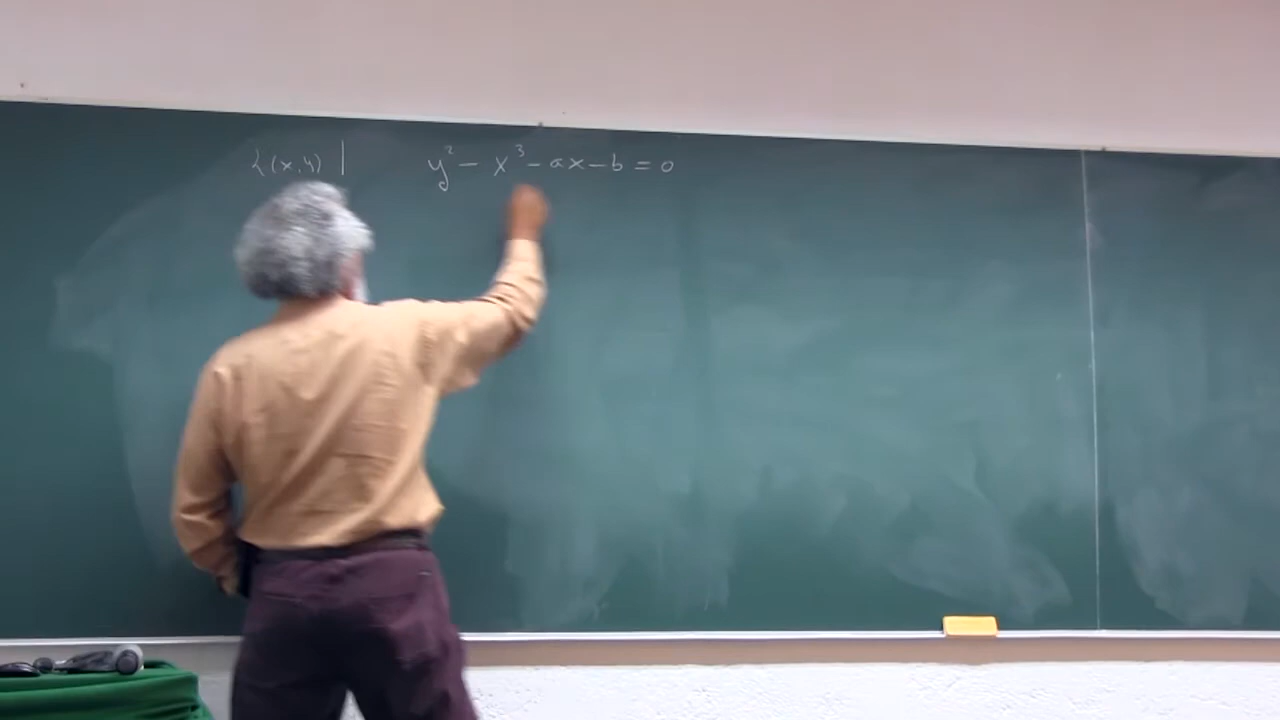 {(x,y) | y² - x³ - ax - b = 0